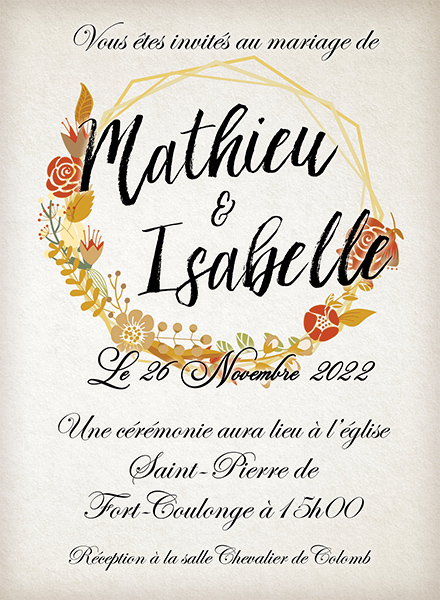 Vous êtes invités au mariage de
Mathieu
&
Isabelle
Le 26 Novembre 2022
Une cérémonie aura lieu à l'église
Saint-Pierre de
Fort-Coulonge à 15h00
Réception à la salle Chevalier de Colomb